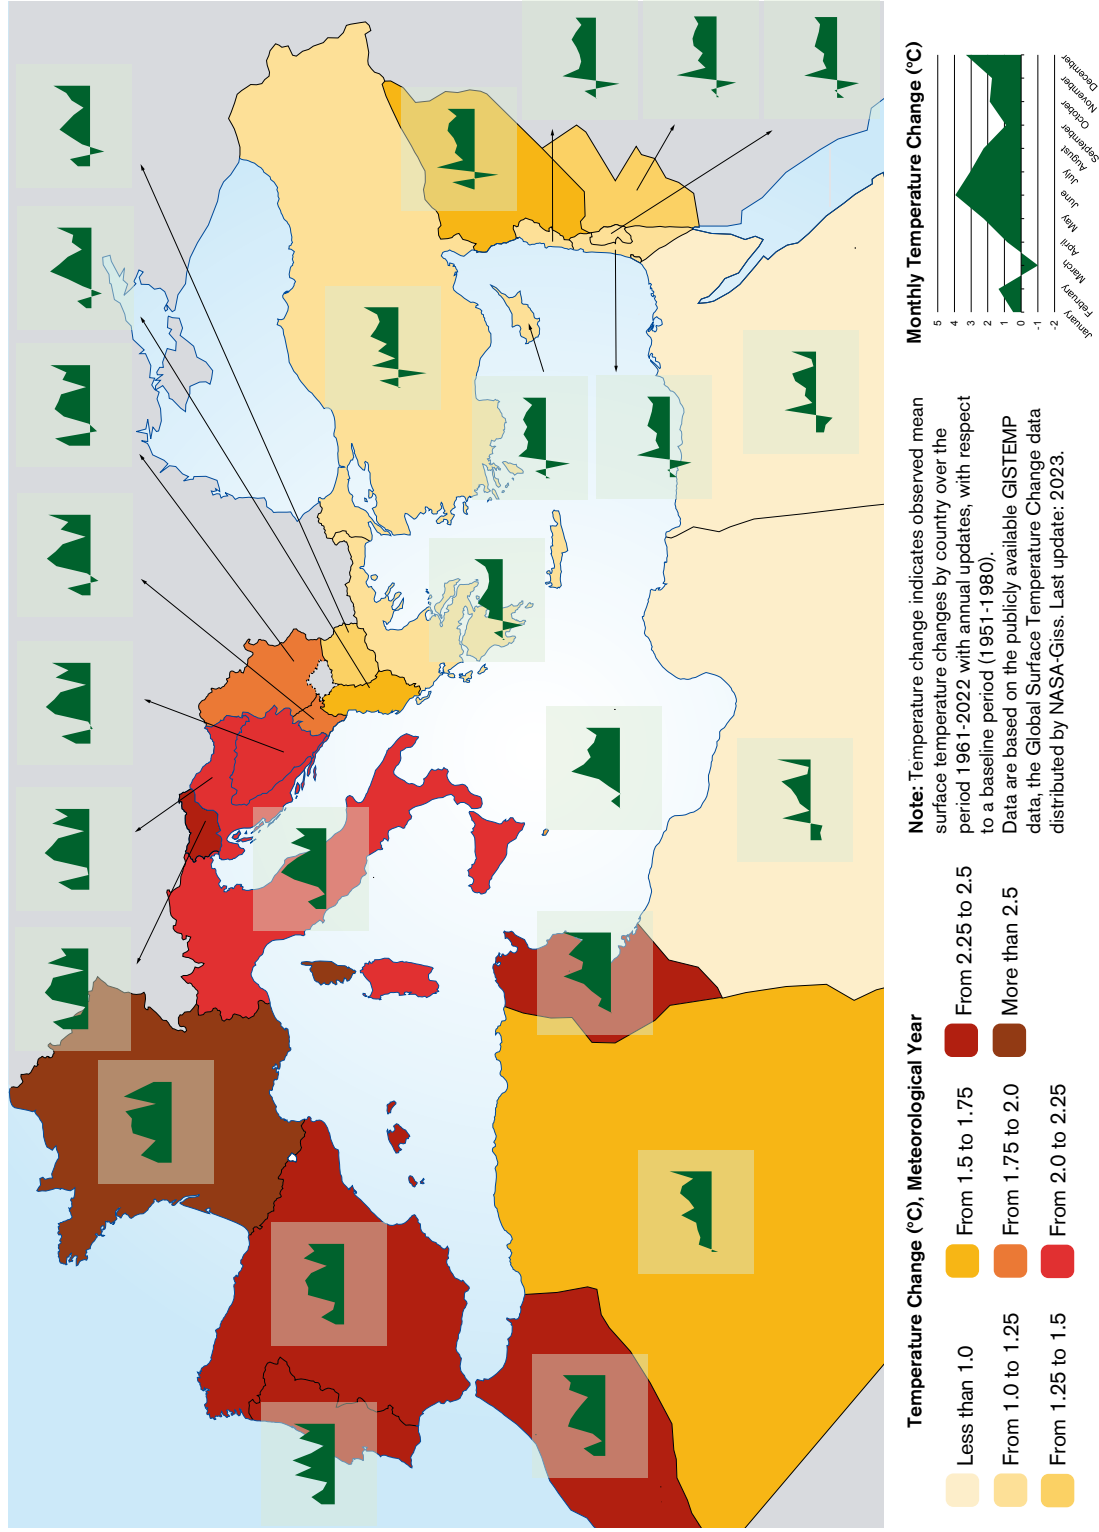 Temperature Change (°C), Meteorological Year
Less than 1.0
From 1.0 to 1.25
From 1.25 to 1.5
From 1.5 to 1.75
From 1.75 to 2.0
From 2.0 to 2.25
From 2.25 to 2.5
More than 2.5
Note: Temperature change indicates observed mean
surface temperature changes by country over the
period 1961-2022 with annual updates, with respect
to a baseline period (1951-1980).
Data are based on the publicly available GISTEMP
data, the Global Surface Temperature Change data
distributed by NASA-Giss. Last update: 2023.
Monthly Temperature Change (°C)
5
4
3
2
1
0
-1
-2
January
February
March
April
May
June
July
August
September
October
November
December